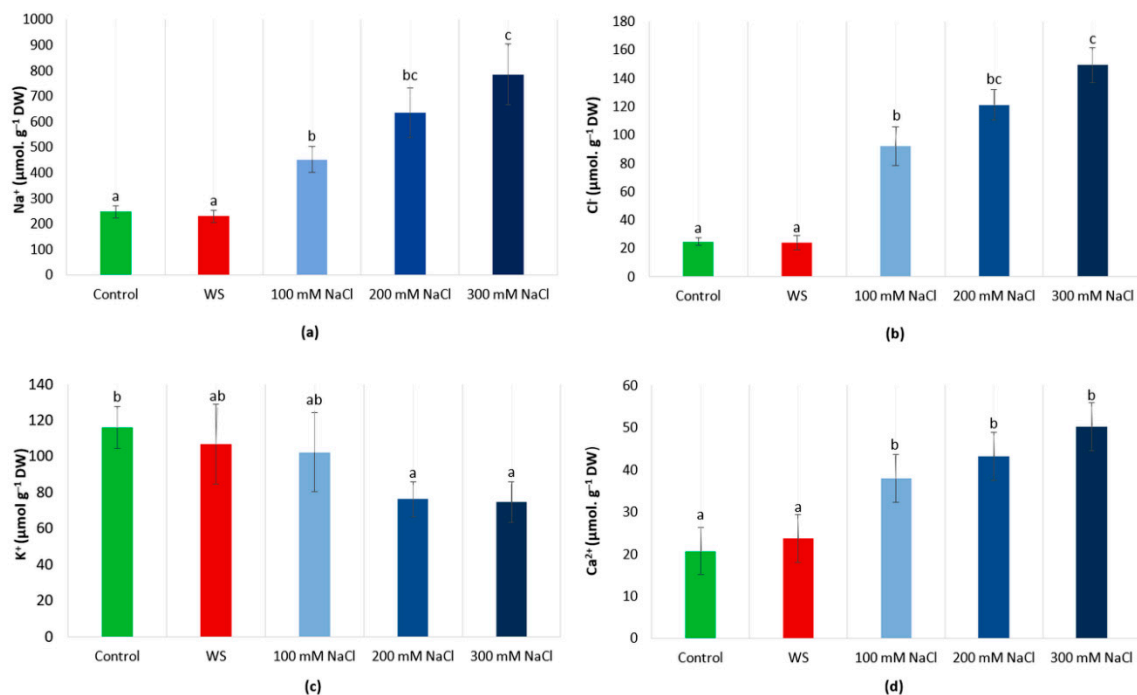 Na⁺ (µmol. g⁻¹ DW)
1000
900
800
700
600
500
400
300
200
100
0
a
a
b
bc
c
Control
WS
100 mM NaCl
200 mM NaCl
300 mM NaCl
(a)
Cl⁻ (µmol. g⁻¹ DW)
180
160
140
120
100
80
60
40
20
0
a
a
b
bc
c
Control
WS
100 mM NaCl
200 mM NaCl
300 mM NaCl
(b)
K⁺ (µmol g⁻¹ DW)
140
120
100
80
60
40
20
0
b
ab
ab
a
a
Control
WS
100 mM NaCl
200 mM NaCl
300 mM NaCl
(c)
Ca²⁺ (µmol. g⁻¹ DW)
60
50
40
30
20
10
0
a
a
b
b
b
Control
WS
100 mM NaCl
200 mM NaCl
300 mM NaCl
(d)